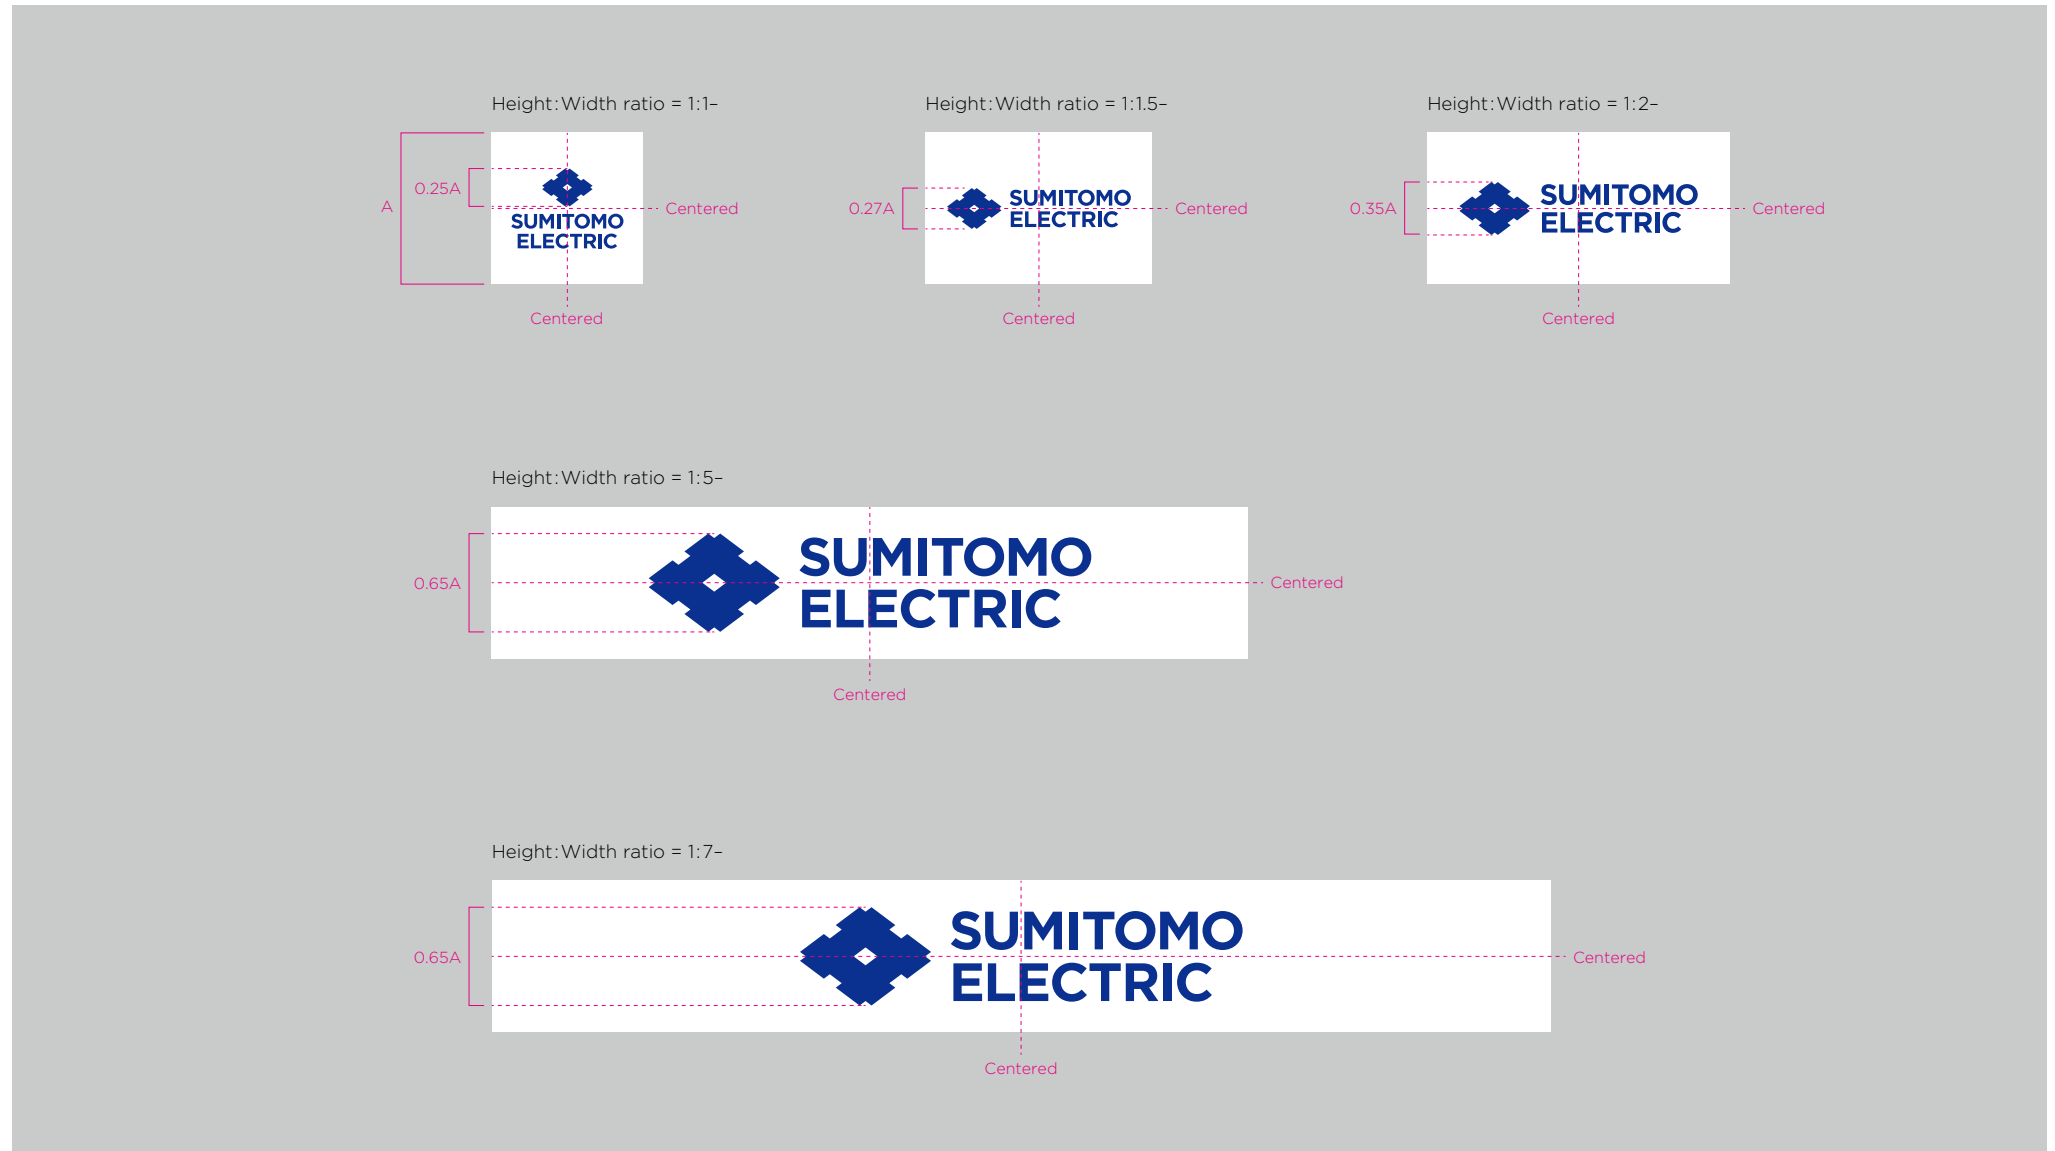 Height:Width ratio = 1:1–
A
0.25A
SUMITOMO
ELECTRIC
Centered
Centered
Height:Width ratio = 1:1.5–
0.27A
SUMITOMO
ELECTRIC
Centered
Centered
Height:Width ratio = 1:2–
0.35A
SUMITOMO
ELECTRIC
Centered
Centered
Height:Width ratio = 1:5–
0.65A
SUMITOMO
ELECTRIC
Centered
Centered
Height:Width ratio = 1:7–
0.65A
SUMITOMO
ELECTRIC
Centered
Centered